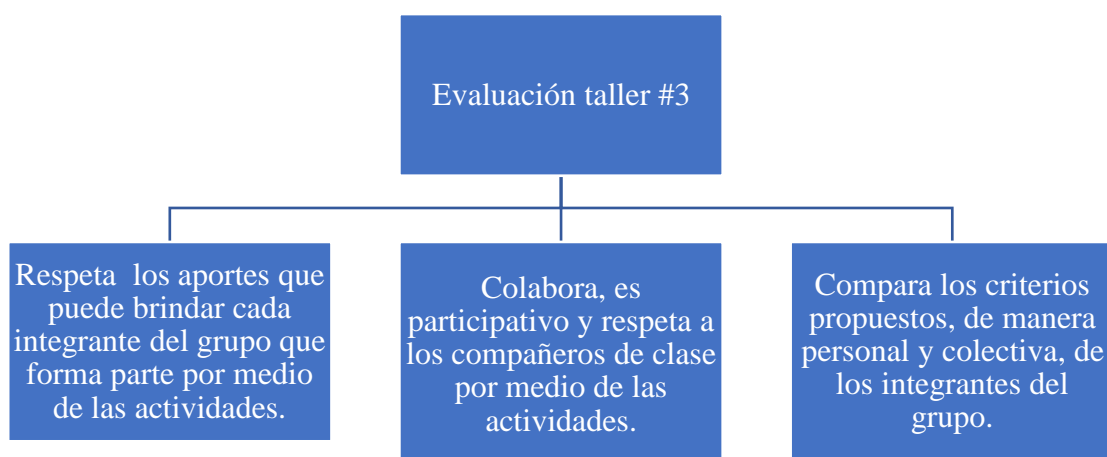 Evaluación taller #3
Respeta  los aportes que
puede brindar cada
integrante del grupo que
forma parte por medio
de las actividades.
Colabora, es
participativo y respeta a
los compañeros de clase
por medio de las
actividades.
Compara los criterios
propuestos, de manera
personal y colectiva, de
los integrantes del
grupo.